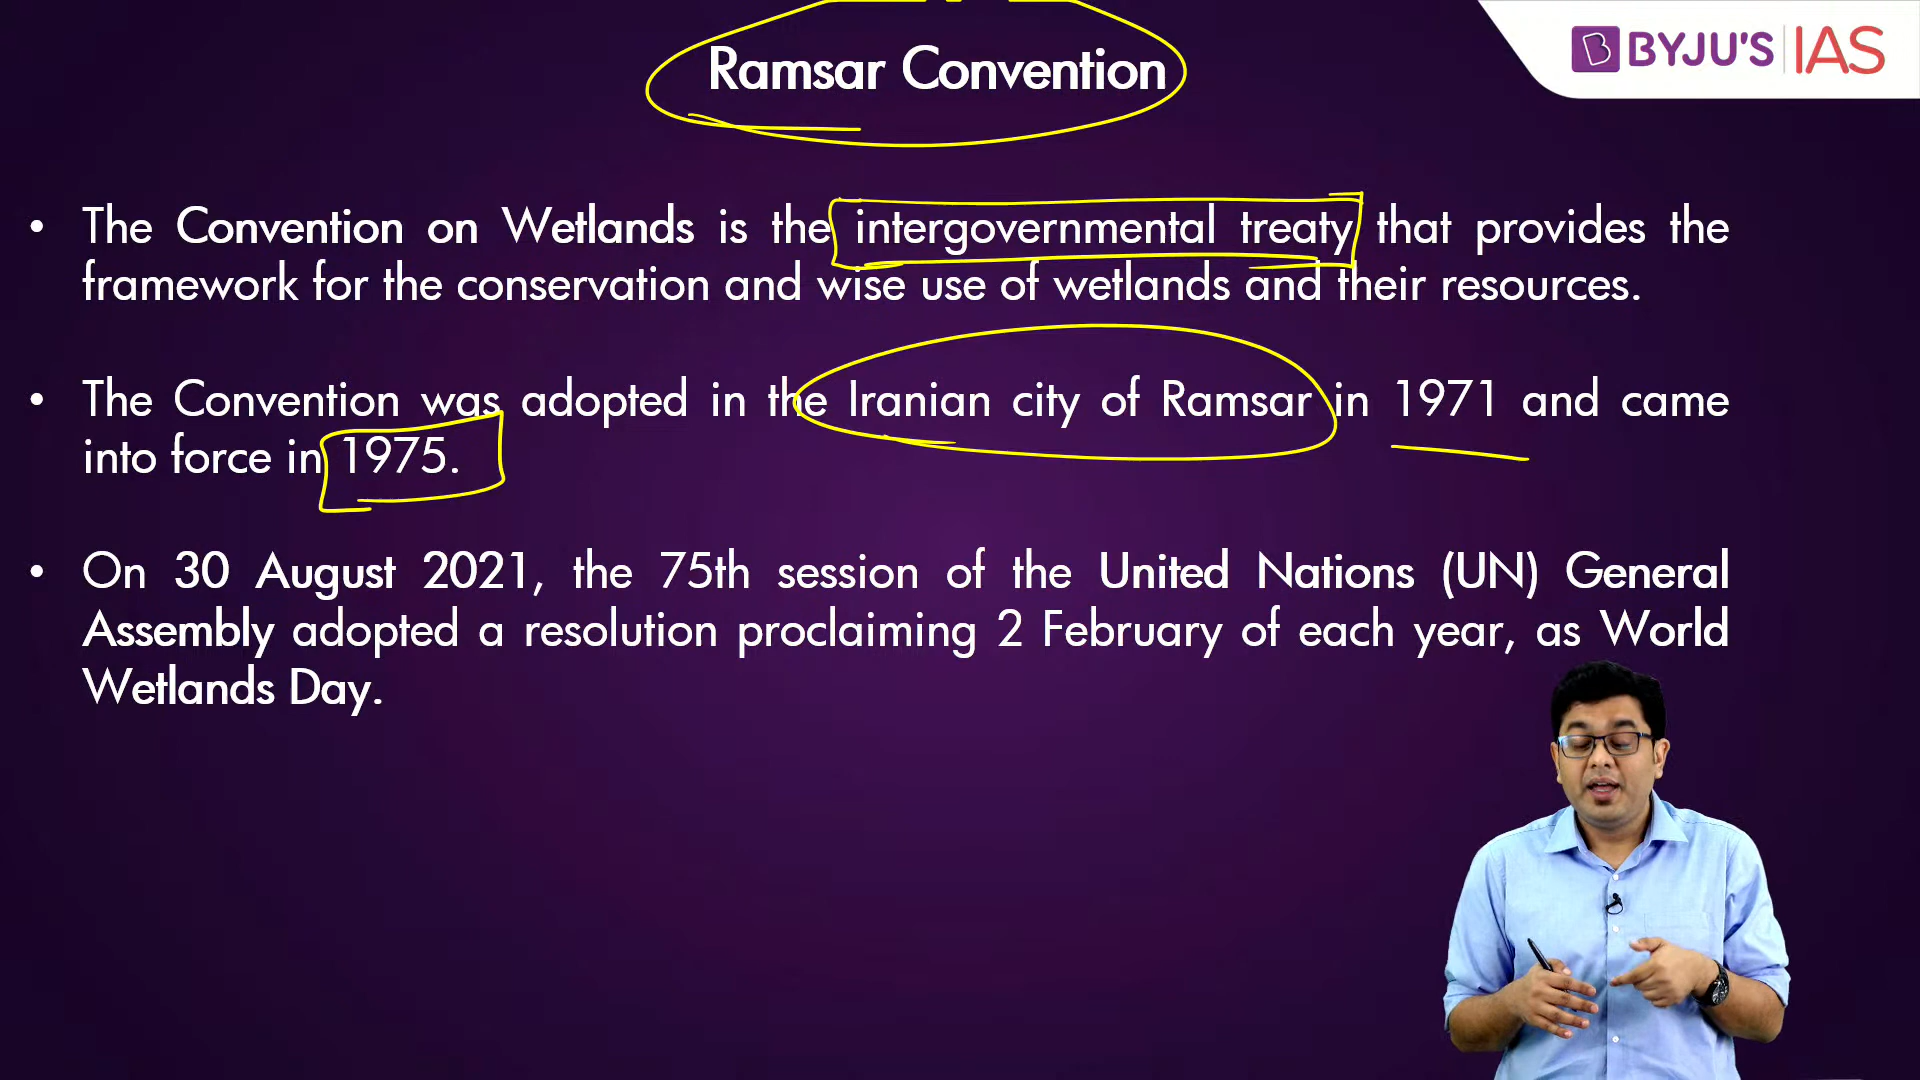 Ramsar Convention
BYJU'S IAS
• The Convention on Wetlands is the intergovernmental treaty that provides the
framework for the conservation and wise use of wetlands and their resources.
• The Convention was adopted in the Iranian city of Ramsar in 1971 and came
into force in 1975.
• On 30 August 2021, the 75th session of the United Nations (UN) General
Assembly adopted a resolution proclaiming 2 February of each year, as World
Wetlands Day.